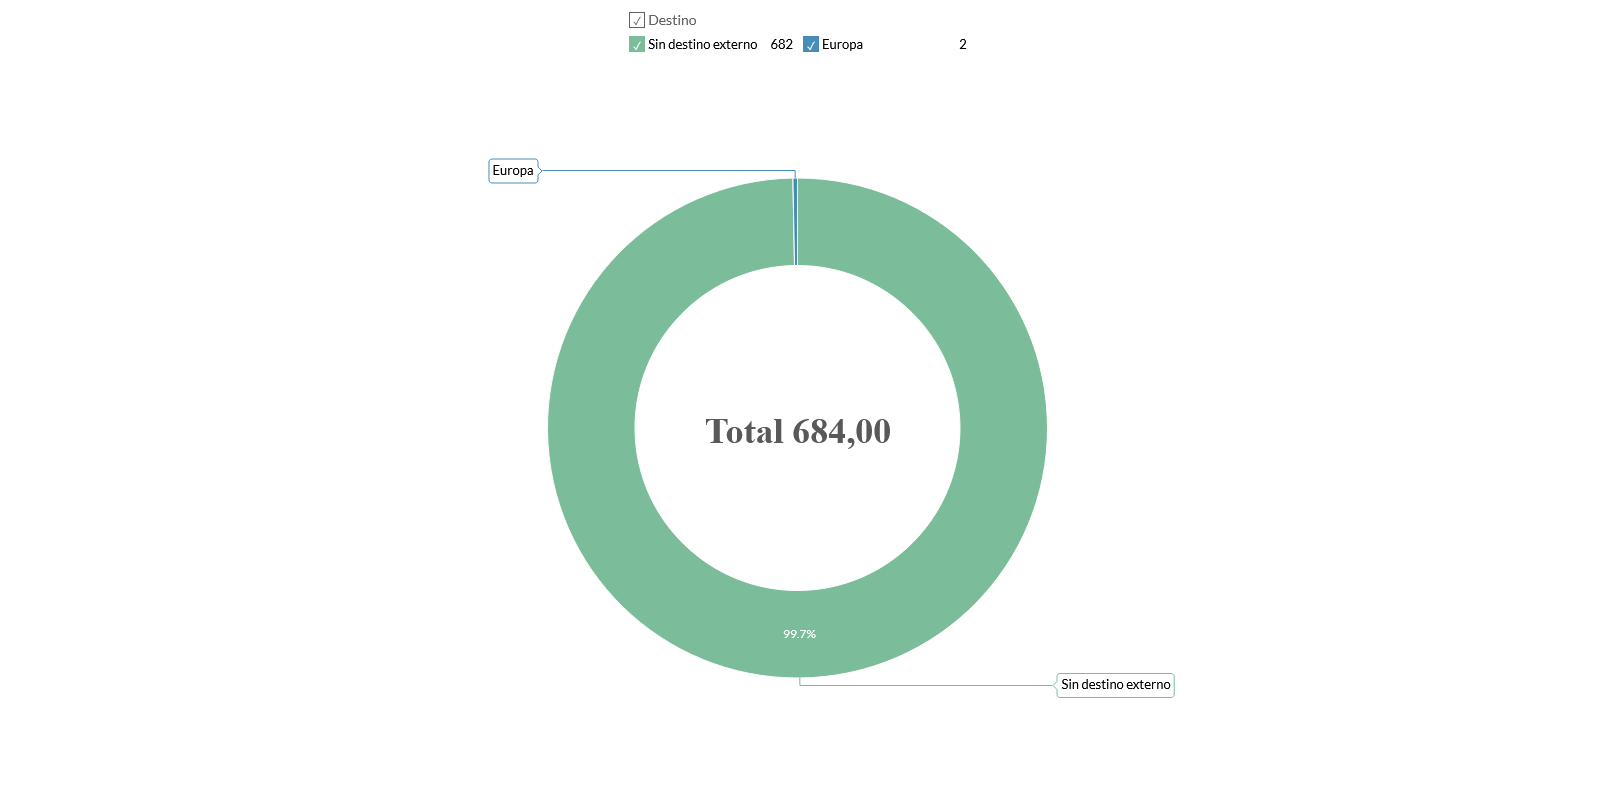 Destino
Sin destino externo 682 Europa 2
Europa
Total 684,00
99.7%
Sin destino externo